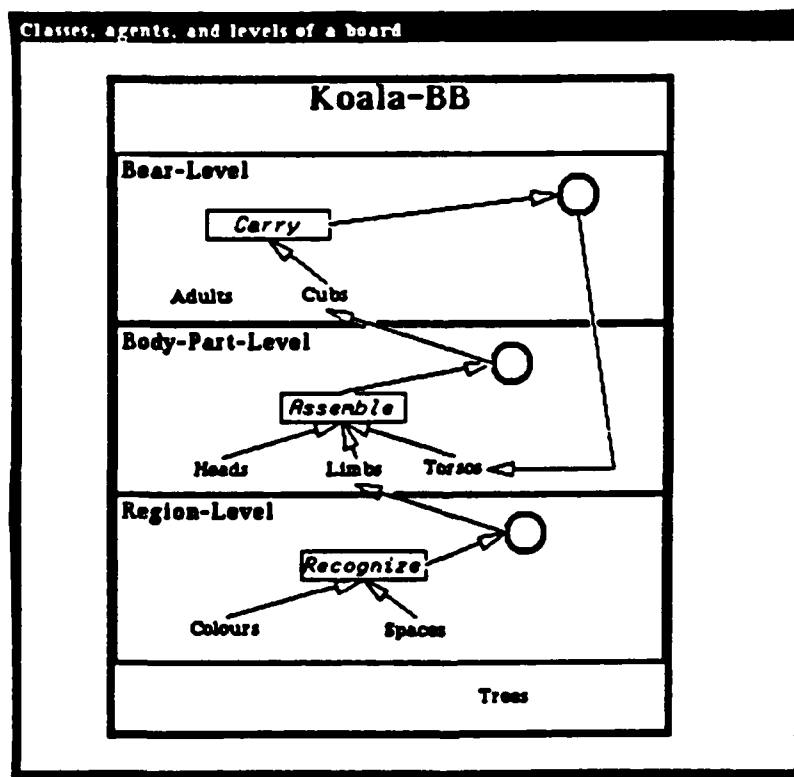 Classes, agents, and levels of a board
Koala-BB
Bear-Level
Carry
Adults Cubs
Body-Part-Level
Assemble
Heads Limbs Torsos
Region-Level
Recognize
Colours Spaces
Trees